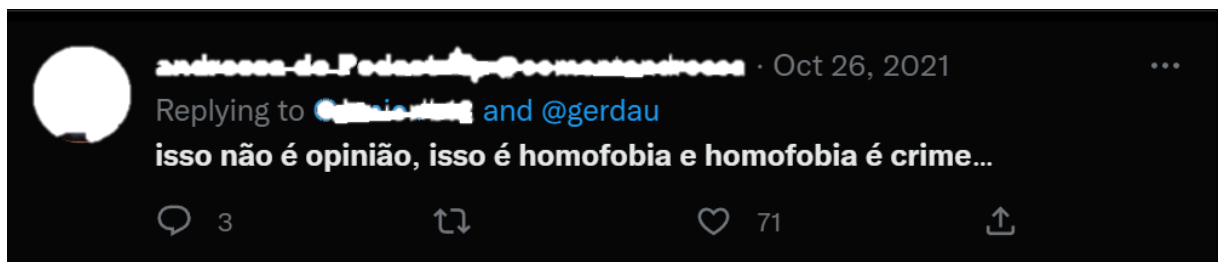 · Oct 26, 2021
Replying to and @gerdau
isso não é opinião, isso é homofobia e homofobia é crime...
3 71